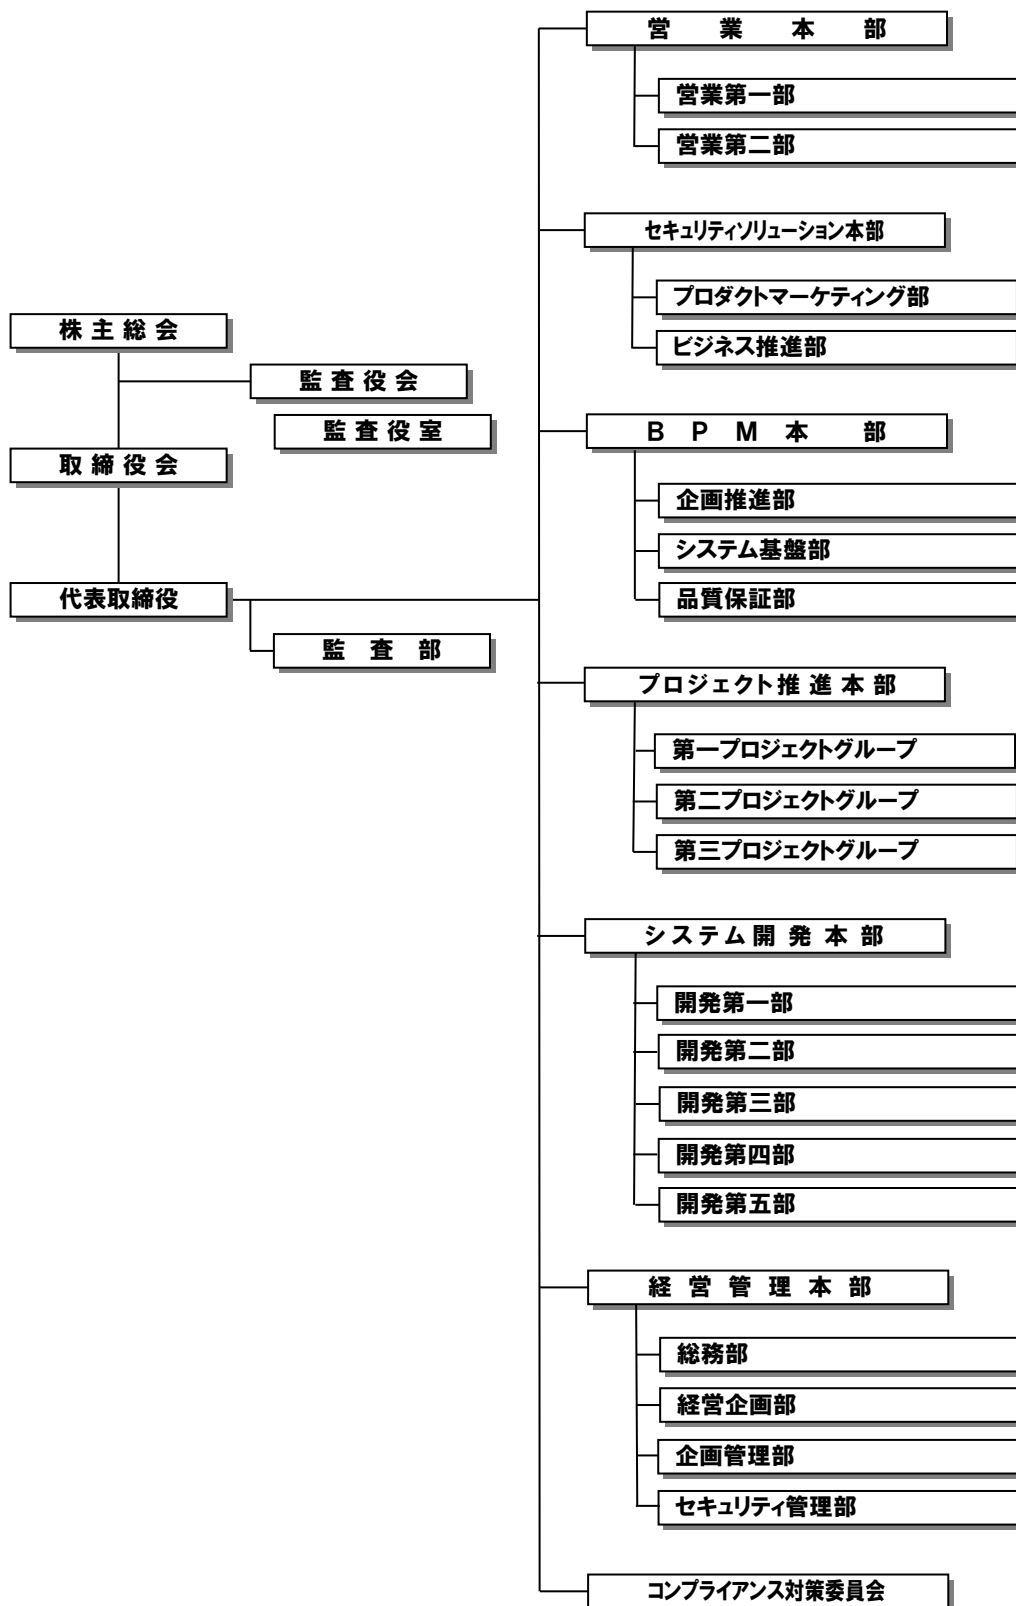 株主総会
監査役会
監査役室
取締役会
代表取締役
監査部
営業本部
営業第一部
営業第二部
セキュリティソリューション本部
プロダクトマーケティング部
ビジネス推進部
BPM本部
企画推進部
システム基盤部
品質保証部
プロジェクト推進本部
第一プロジェクトグループ
第二プロジェクトグループ
第三プロジェクトグループ
システム開発本部
開発第一部
開発第二部
開発第三部
開発第四部
開発第五部
経営管理本部
総務部
経営企画部
企画管理部
セキュリティ管理部
コンプライアンス対策委員会